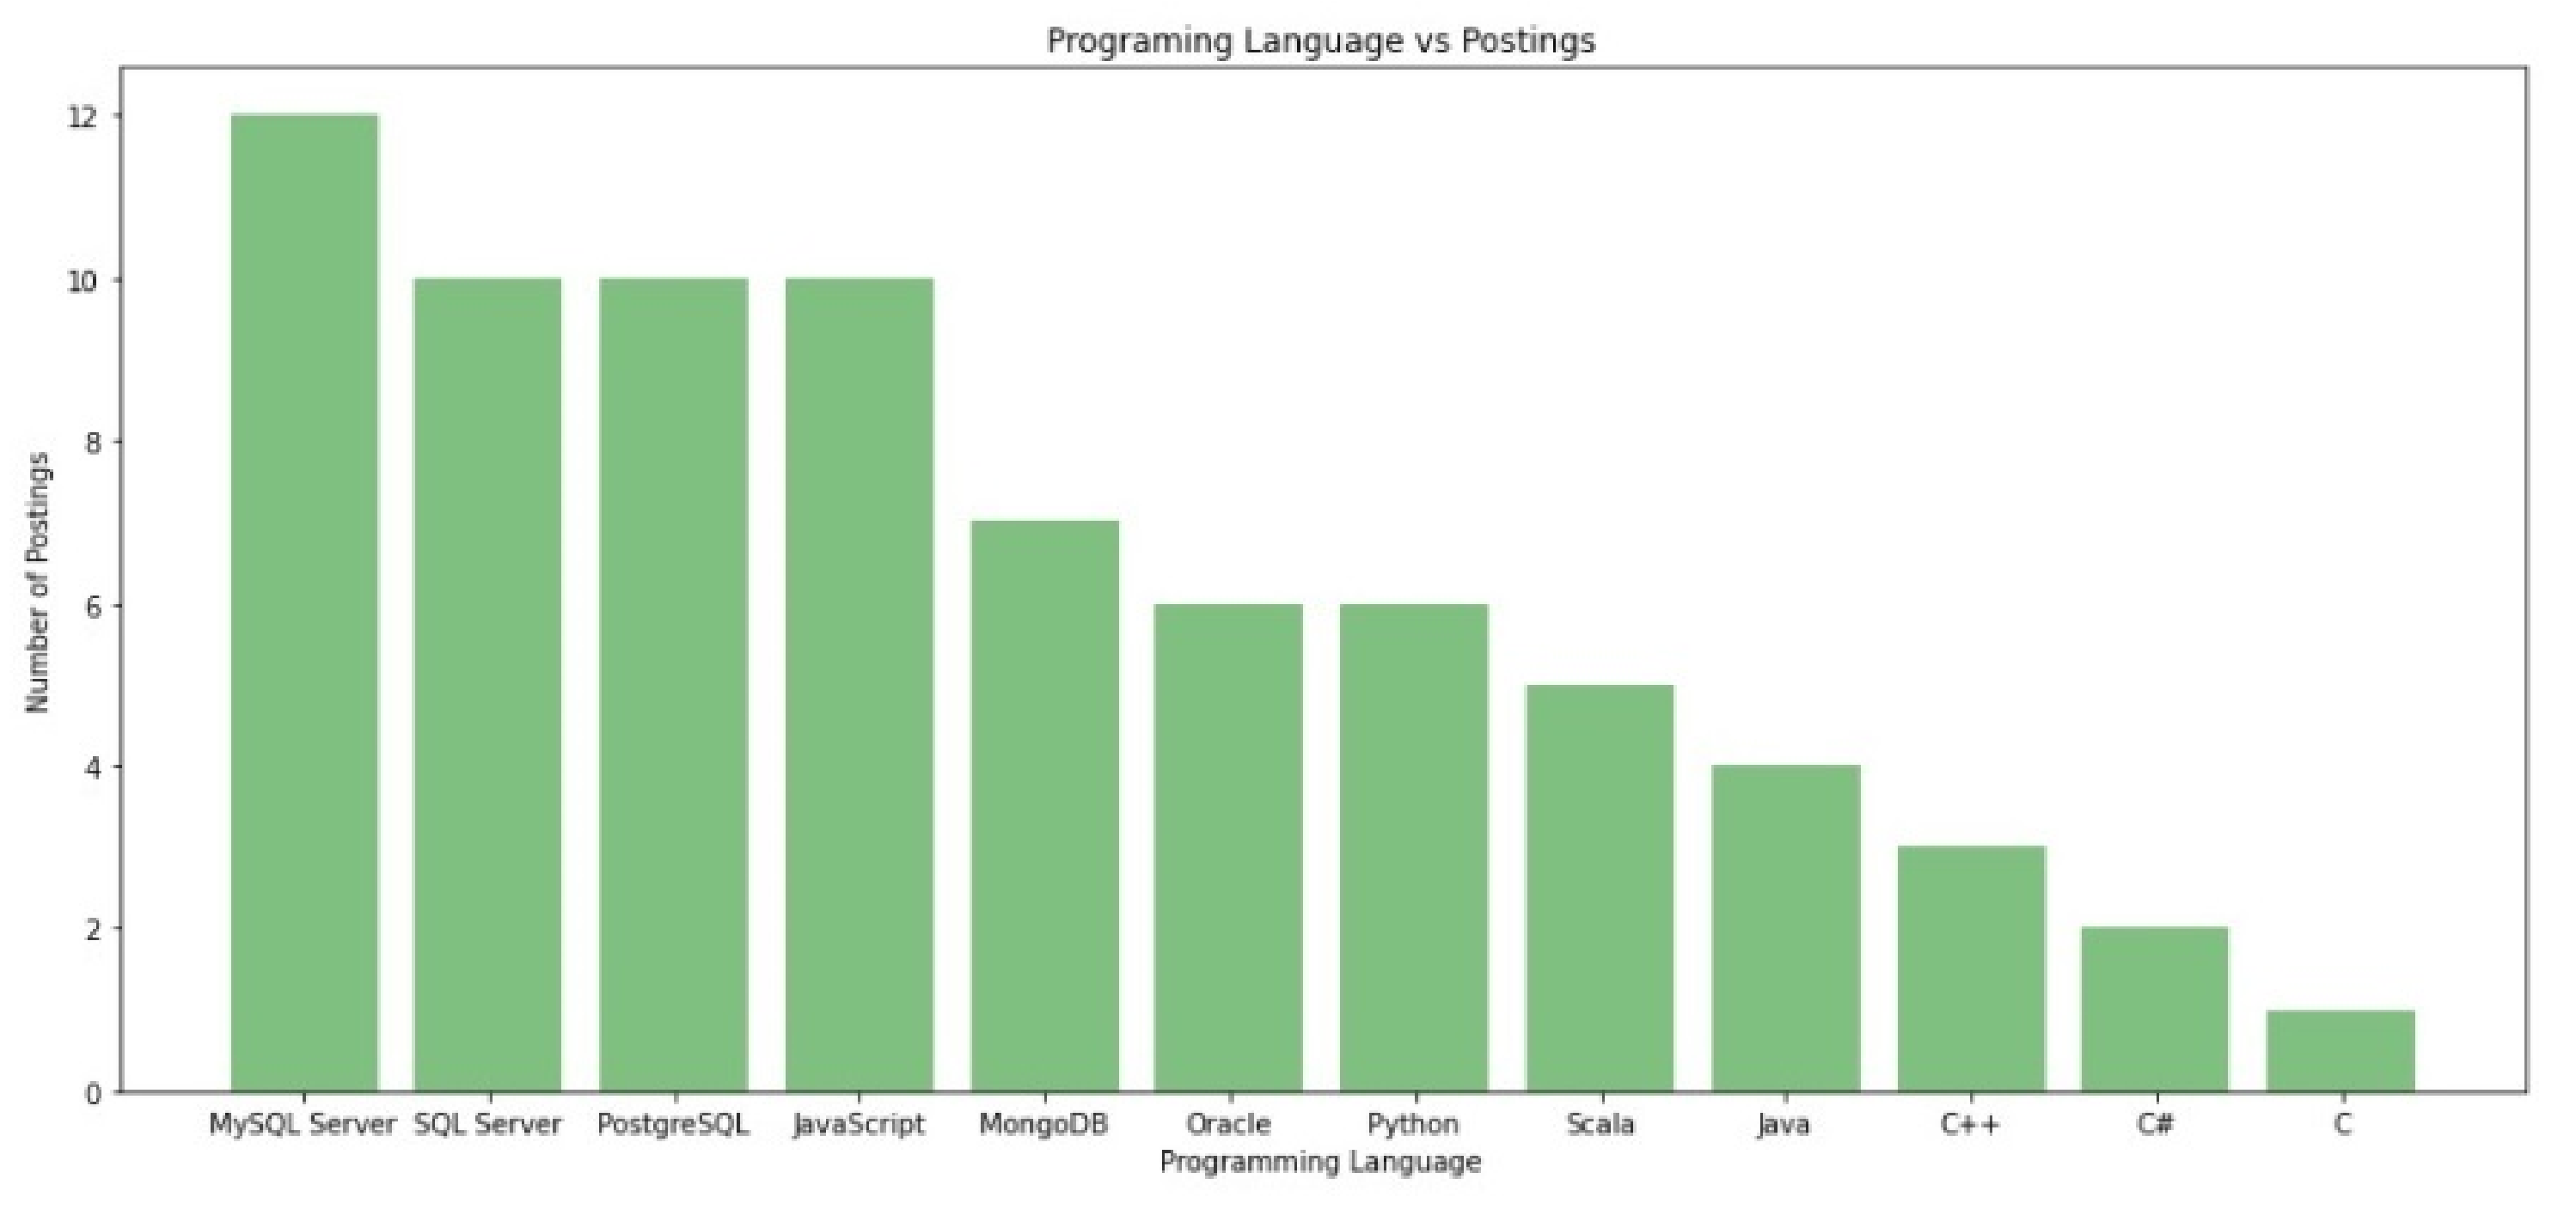 Programing Language vs Postings
12
10
8
6
4
2
0
Number of Postings
MySQL Server SQL Server PostgreSQL JavaScript MongoDB Oracle Python Scala Java C++ C# C
Programming Language